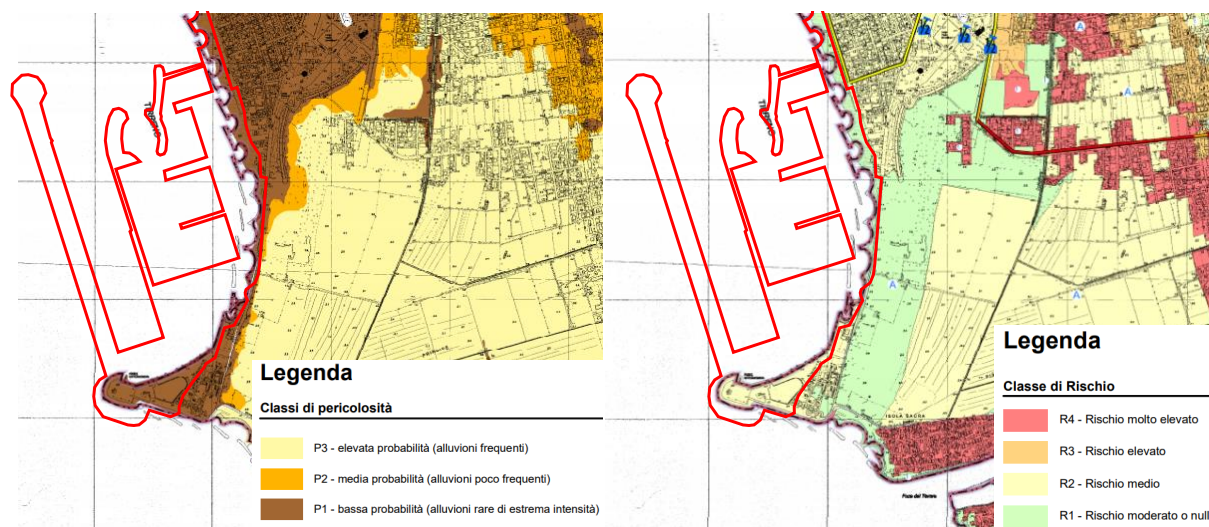 TIRRENO
Legenda
Classi di pericolosità
P3 - elevata probabilità (alluvioni frequenti)
P2 - media probabilità (alluvioni poco frequenti)
P1 - bassa probabilità (alluvioni rare di estrema intensità)
A
A
A
A
ISOLA SACRA
Legenda
Classe di Rischio
R4 - Rischio molto elevato
R3 - Rischio elevato
R2 - Rischio medio
R1 - Rischio moderato o null